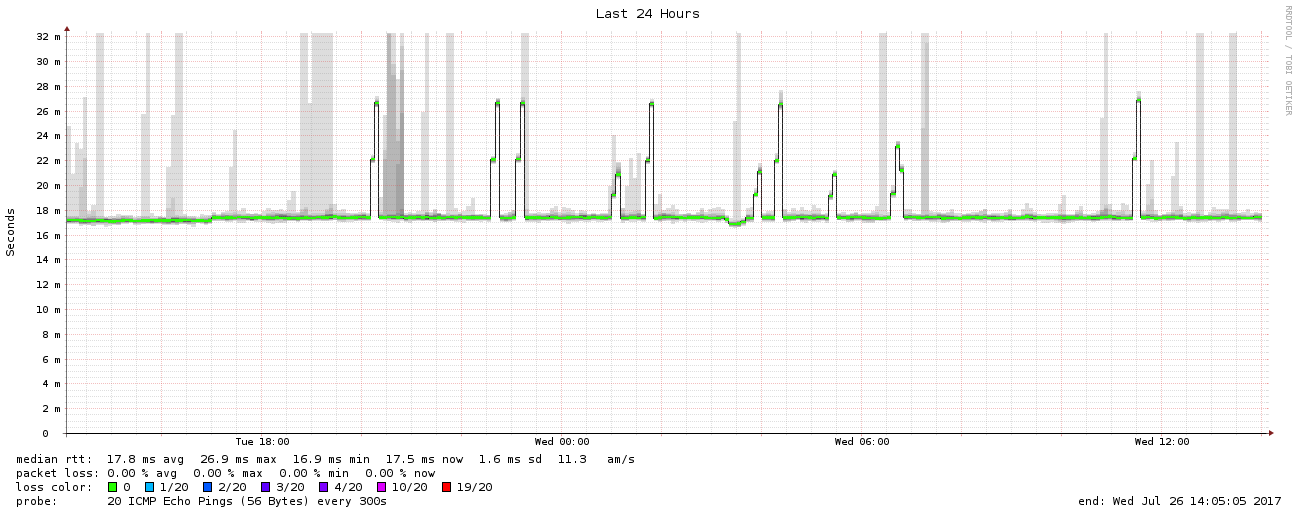 Last 24 Hours
RRDTOOL / TOBI OETIKER
Seconds
32 m
30 m
28 m
26 m
24 m
22 m
20 m
18 m
16 m
14 m
12 m
10 m
8 m
6 m
4 m
2 m
0
Tue 18:00 Wed 00:00 Wed 06:00 Wed 12:00
median rtt: 17.8 ms avg 26.9 ms max 16.9 ms min 17.5 ms now 1.6 ms sd 11.3 am/s
packet loss: 0.00 % avg 0.00 % max 0.00 % min 0.00 % now
loss color: 0 1/20 2/20 3/20 4/20 10/20 19/20
probe: 20 ICMP Echo Pings (56 Bytes) every 300s end: Wed Jul 26 14:05:05 2017